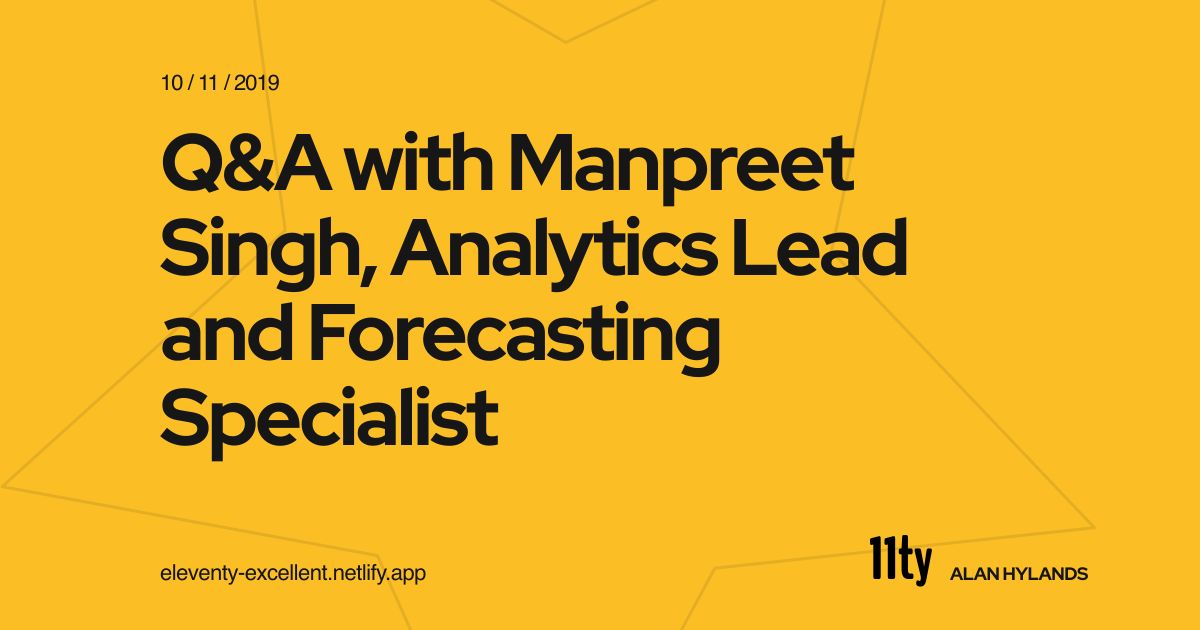 10 / 11 / 2019
Q&A with Manpreet
Singh, Analytics Lead
and Forecasting
Specialist
eleventy-excellent.netlify.app
11ty ALAN HYLANDS